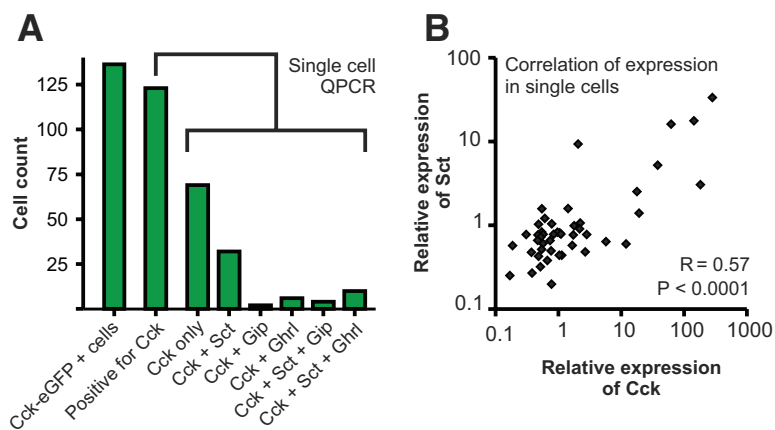 A
Single cell
QPCR
Cell count
125
100
75
50
25
Cck-eGFP + cells
Positive for Cck
Cck only
Cck + Sct
Cck + Gip
Cck + Ghrl
Cck + Sct + Gip
Cck + Sct + Ghrl
B
Correlation of expression
in single cells
Relative expression
of Sct
100
10
1
0.1
R = 0.57
P < 0.0001
0.1
1
10
100
1000
Relative expression
of Cck